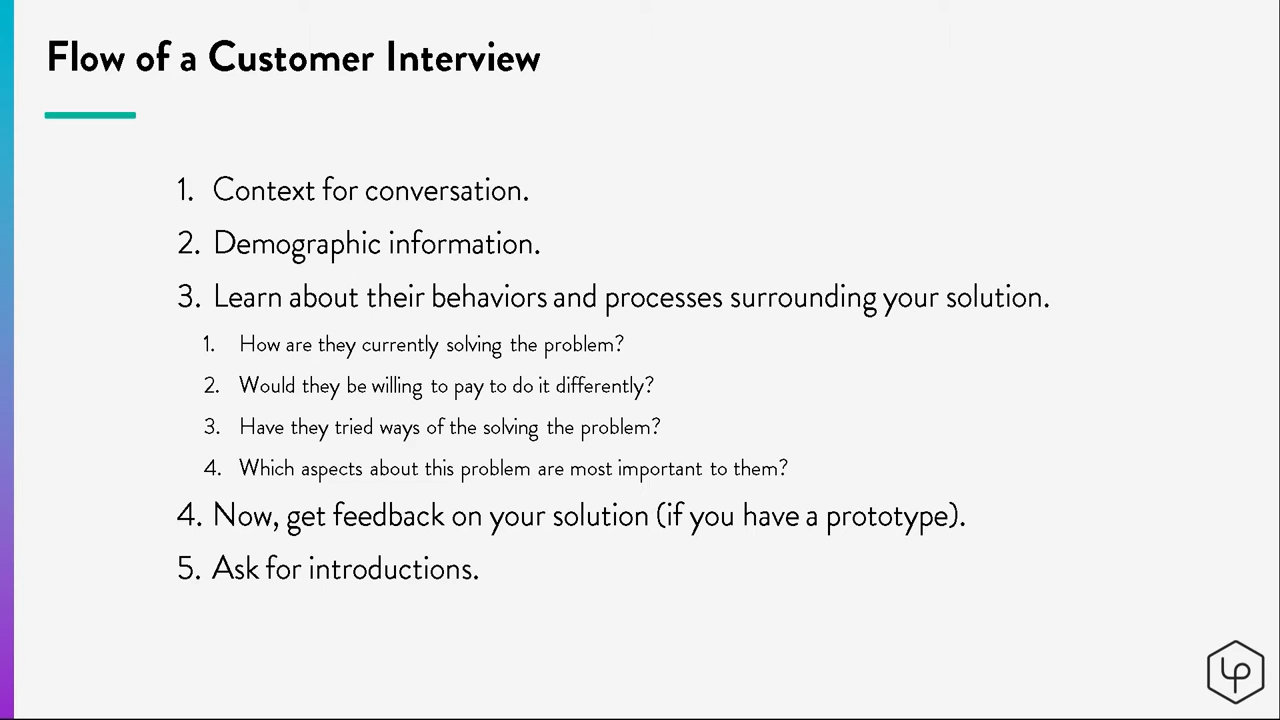 Flow of a Customer Interview
1. Context for conversation.
2. Demographic information.
3. Learn about their behaviors and processes surrounding your solution.
1. How are they currently solving the problem?
2. Would they be willing to pay to do it differently?
3. Have they tried ways of the solving the problem?
4. Which aspects about this problem are most important to them?
4. Now, get feedback on your solution (if you have a prototype).
5. Ask for introductions.